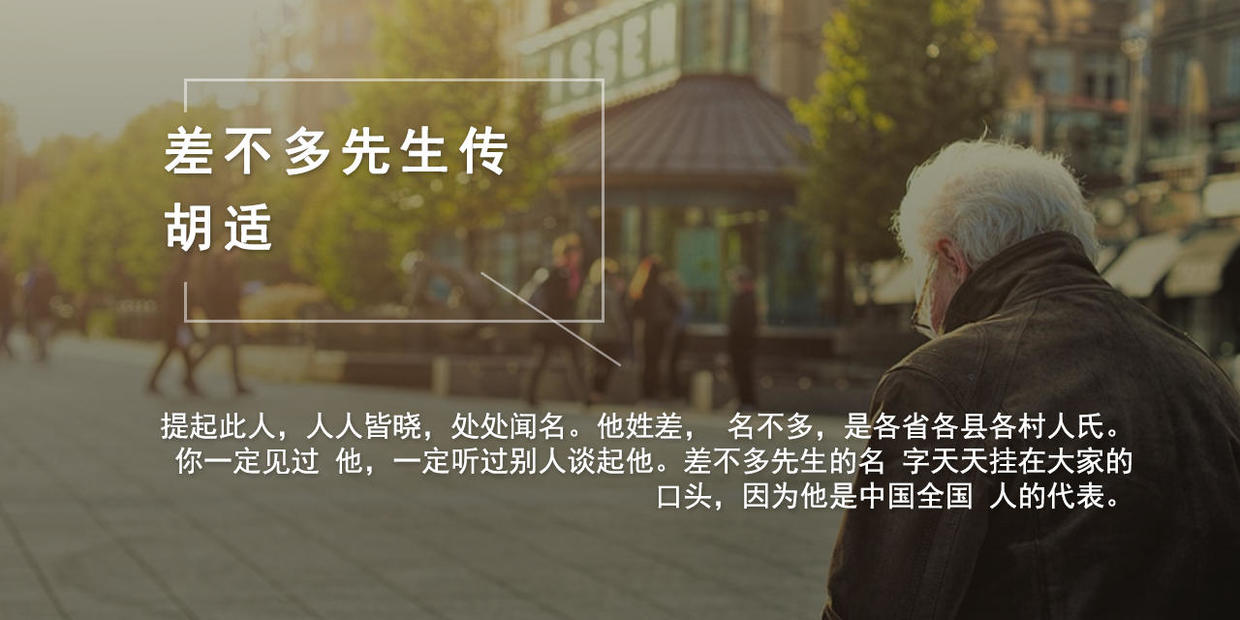 差不多先生传
胡适
提起此人，人人皆晓，处处闻名。他姓差， 名不多，是各省各县各村人氏。
你一定见过 他，一定听过别人谈起他。差不多先生的名 字天天挂在大家的
口头，因为他是中国全国 人的代表。